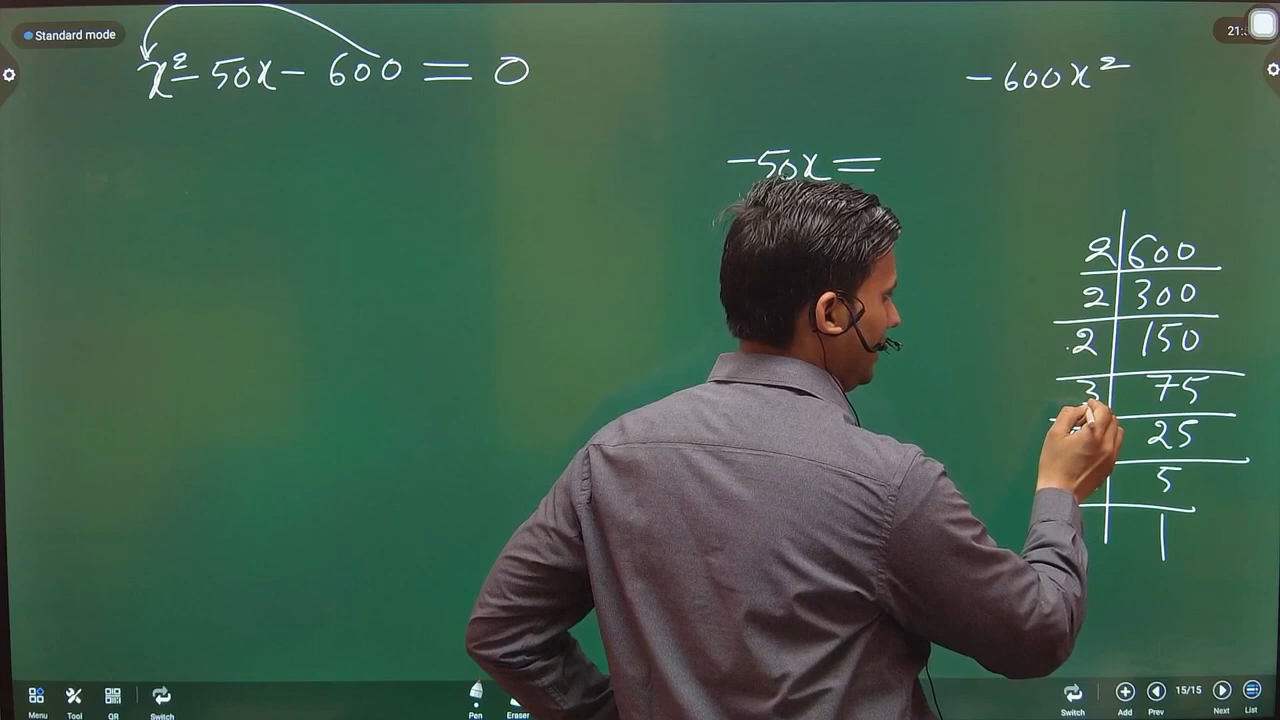 Standard mode
21:
x² - 50x - 600 = 0
- 600x²
-50x =
2 | 600
2 | 300
2 | 150
3 | 75
25
5
1
Menu Tool QR Switch Pen Eraser Switch Add Prev 15/15 Next List